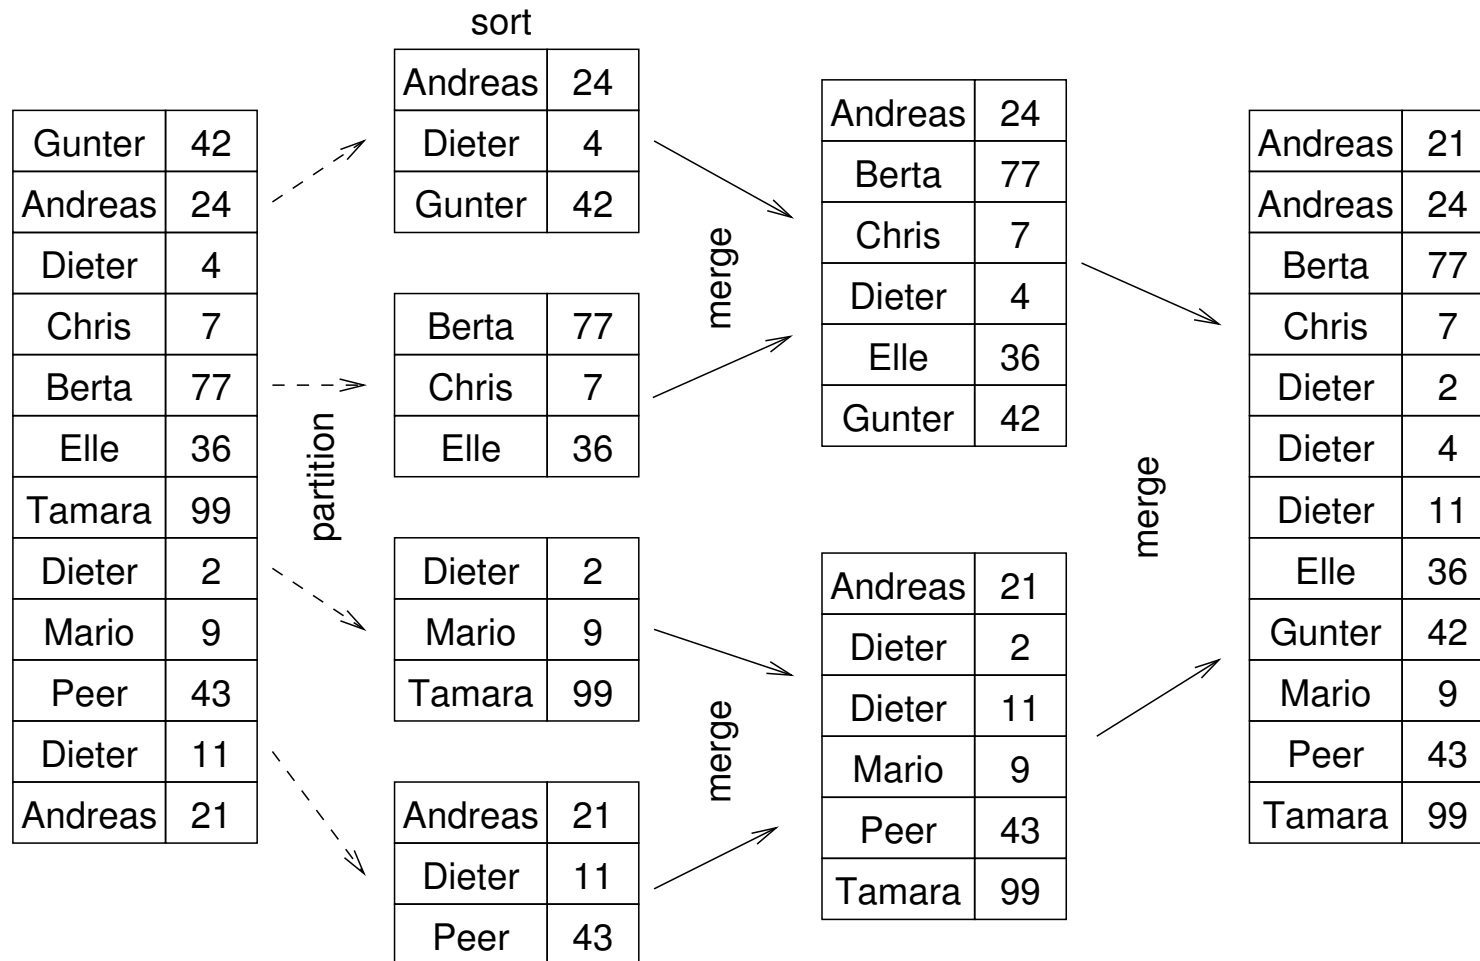 sort
Gunter 42
Andreas 24
Dieter 4
Chris 7
Berta 77
Elle 36
Tamara 99
Dieter 2
Mario 9
Peer 43
Dieter 11
Andreas 21
partition
Andreas 24
Dieter 4
Gunter 42
Berta 77
Chris 7
Elle 36
Dieter 2
Mario 9
Tamara 99
Andreas 21
Dieter 11
Peer 43
merge
merge
Andreas 24
Berta 77
Chris 7
Dieter 4
Elle 36
Gunter 42
Andreas 21
Dieter 2
Dieter 11
Mario 9
Peer 43
Tamara 99
merge
Andreas 21
Andreas 24
Berta 77
Chris 7
Dieter 2
Dieter 4
Dieter 11
Elle 36
Gunter 42
Mario 9
Peer 43
Tamara 99